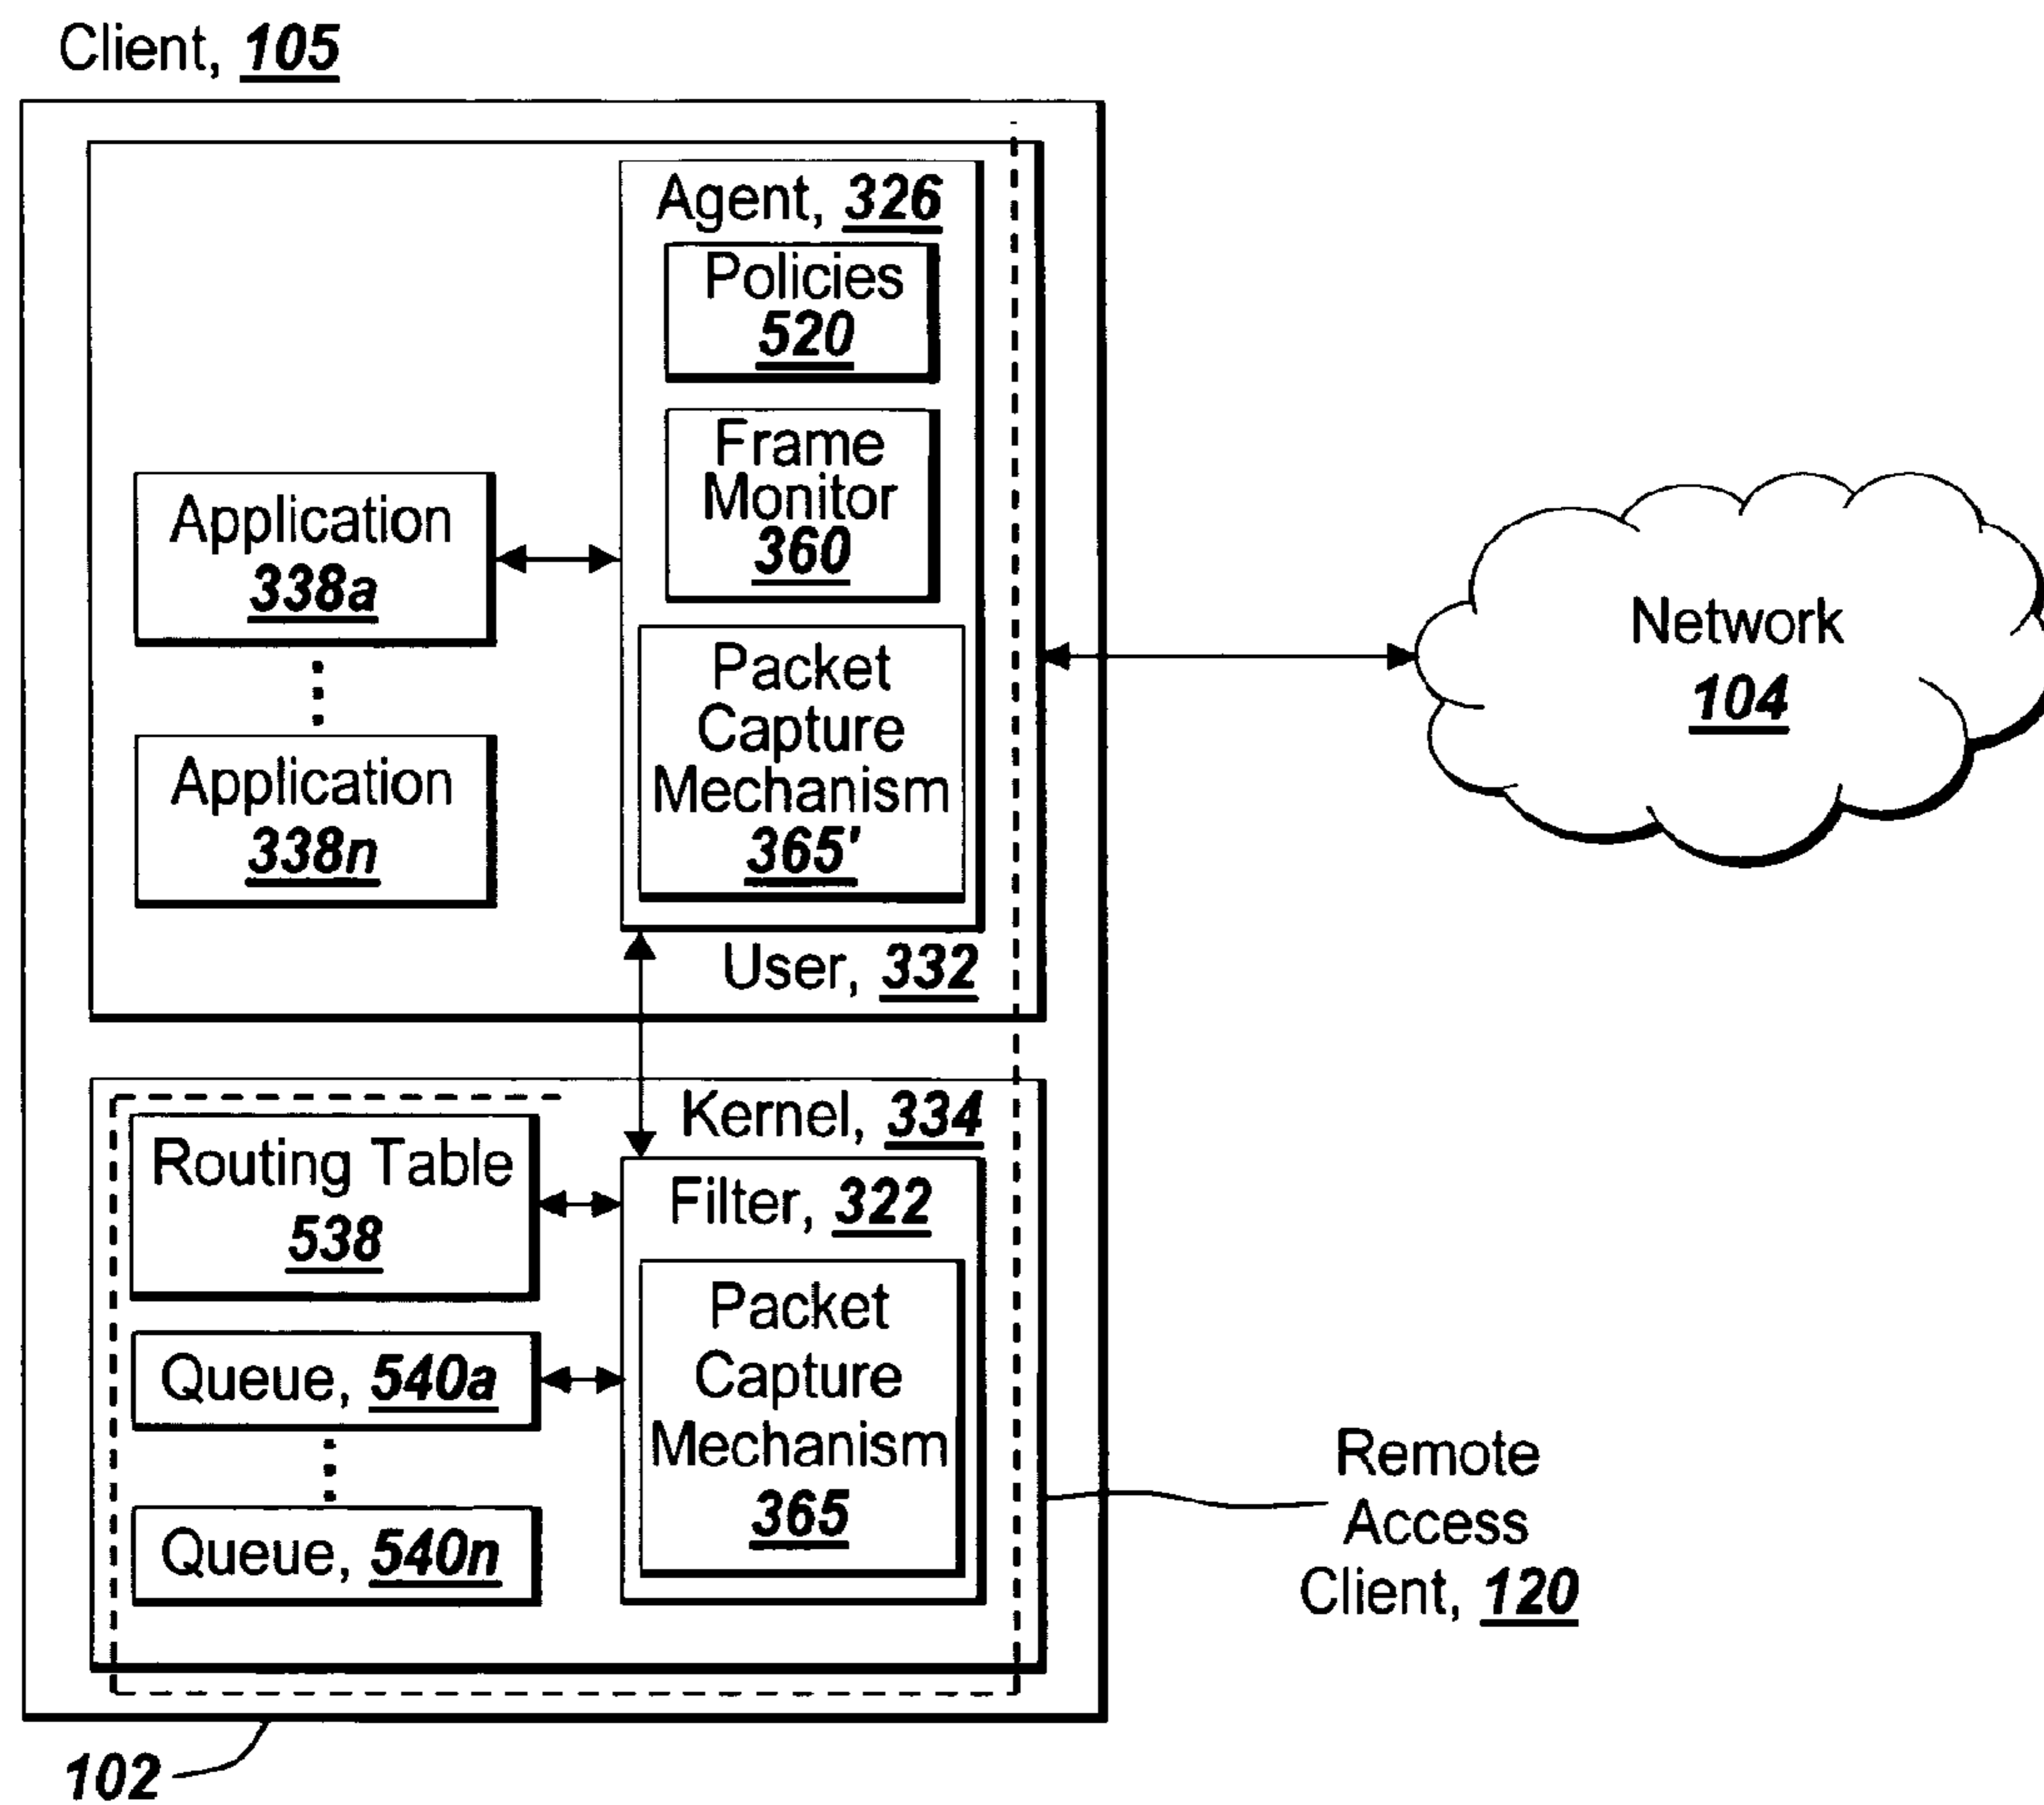 Client, 105
Agent, 326
Policies
520
Frame
Monitor
360
Packet
Capture
Mechanism
365'
Application
338a
Application
338n
User, 332
Network
104
Kernel, 334
Routing Table
538
Filter, 322
Packet
Capture
Mechanism
365
Queue, 540a
Queue, 540n
Remote
Access
Client, 120
102